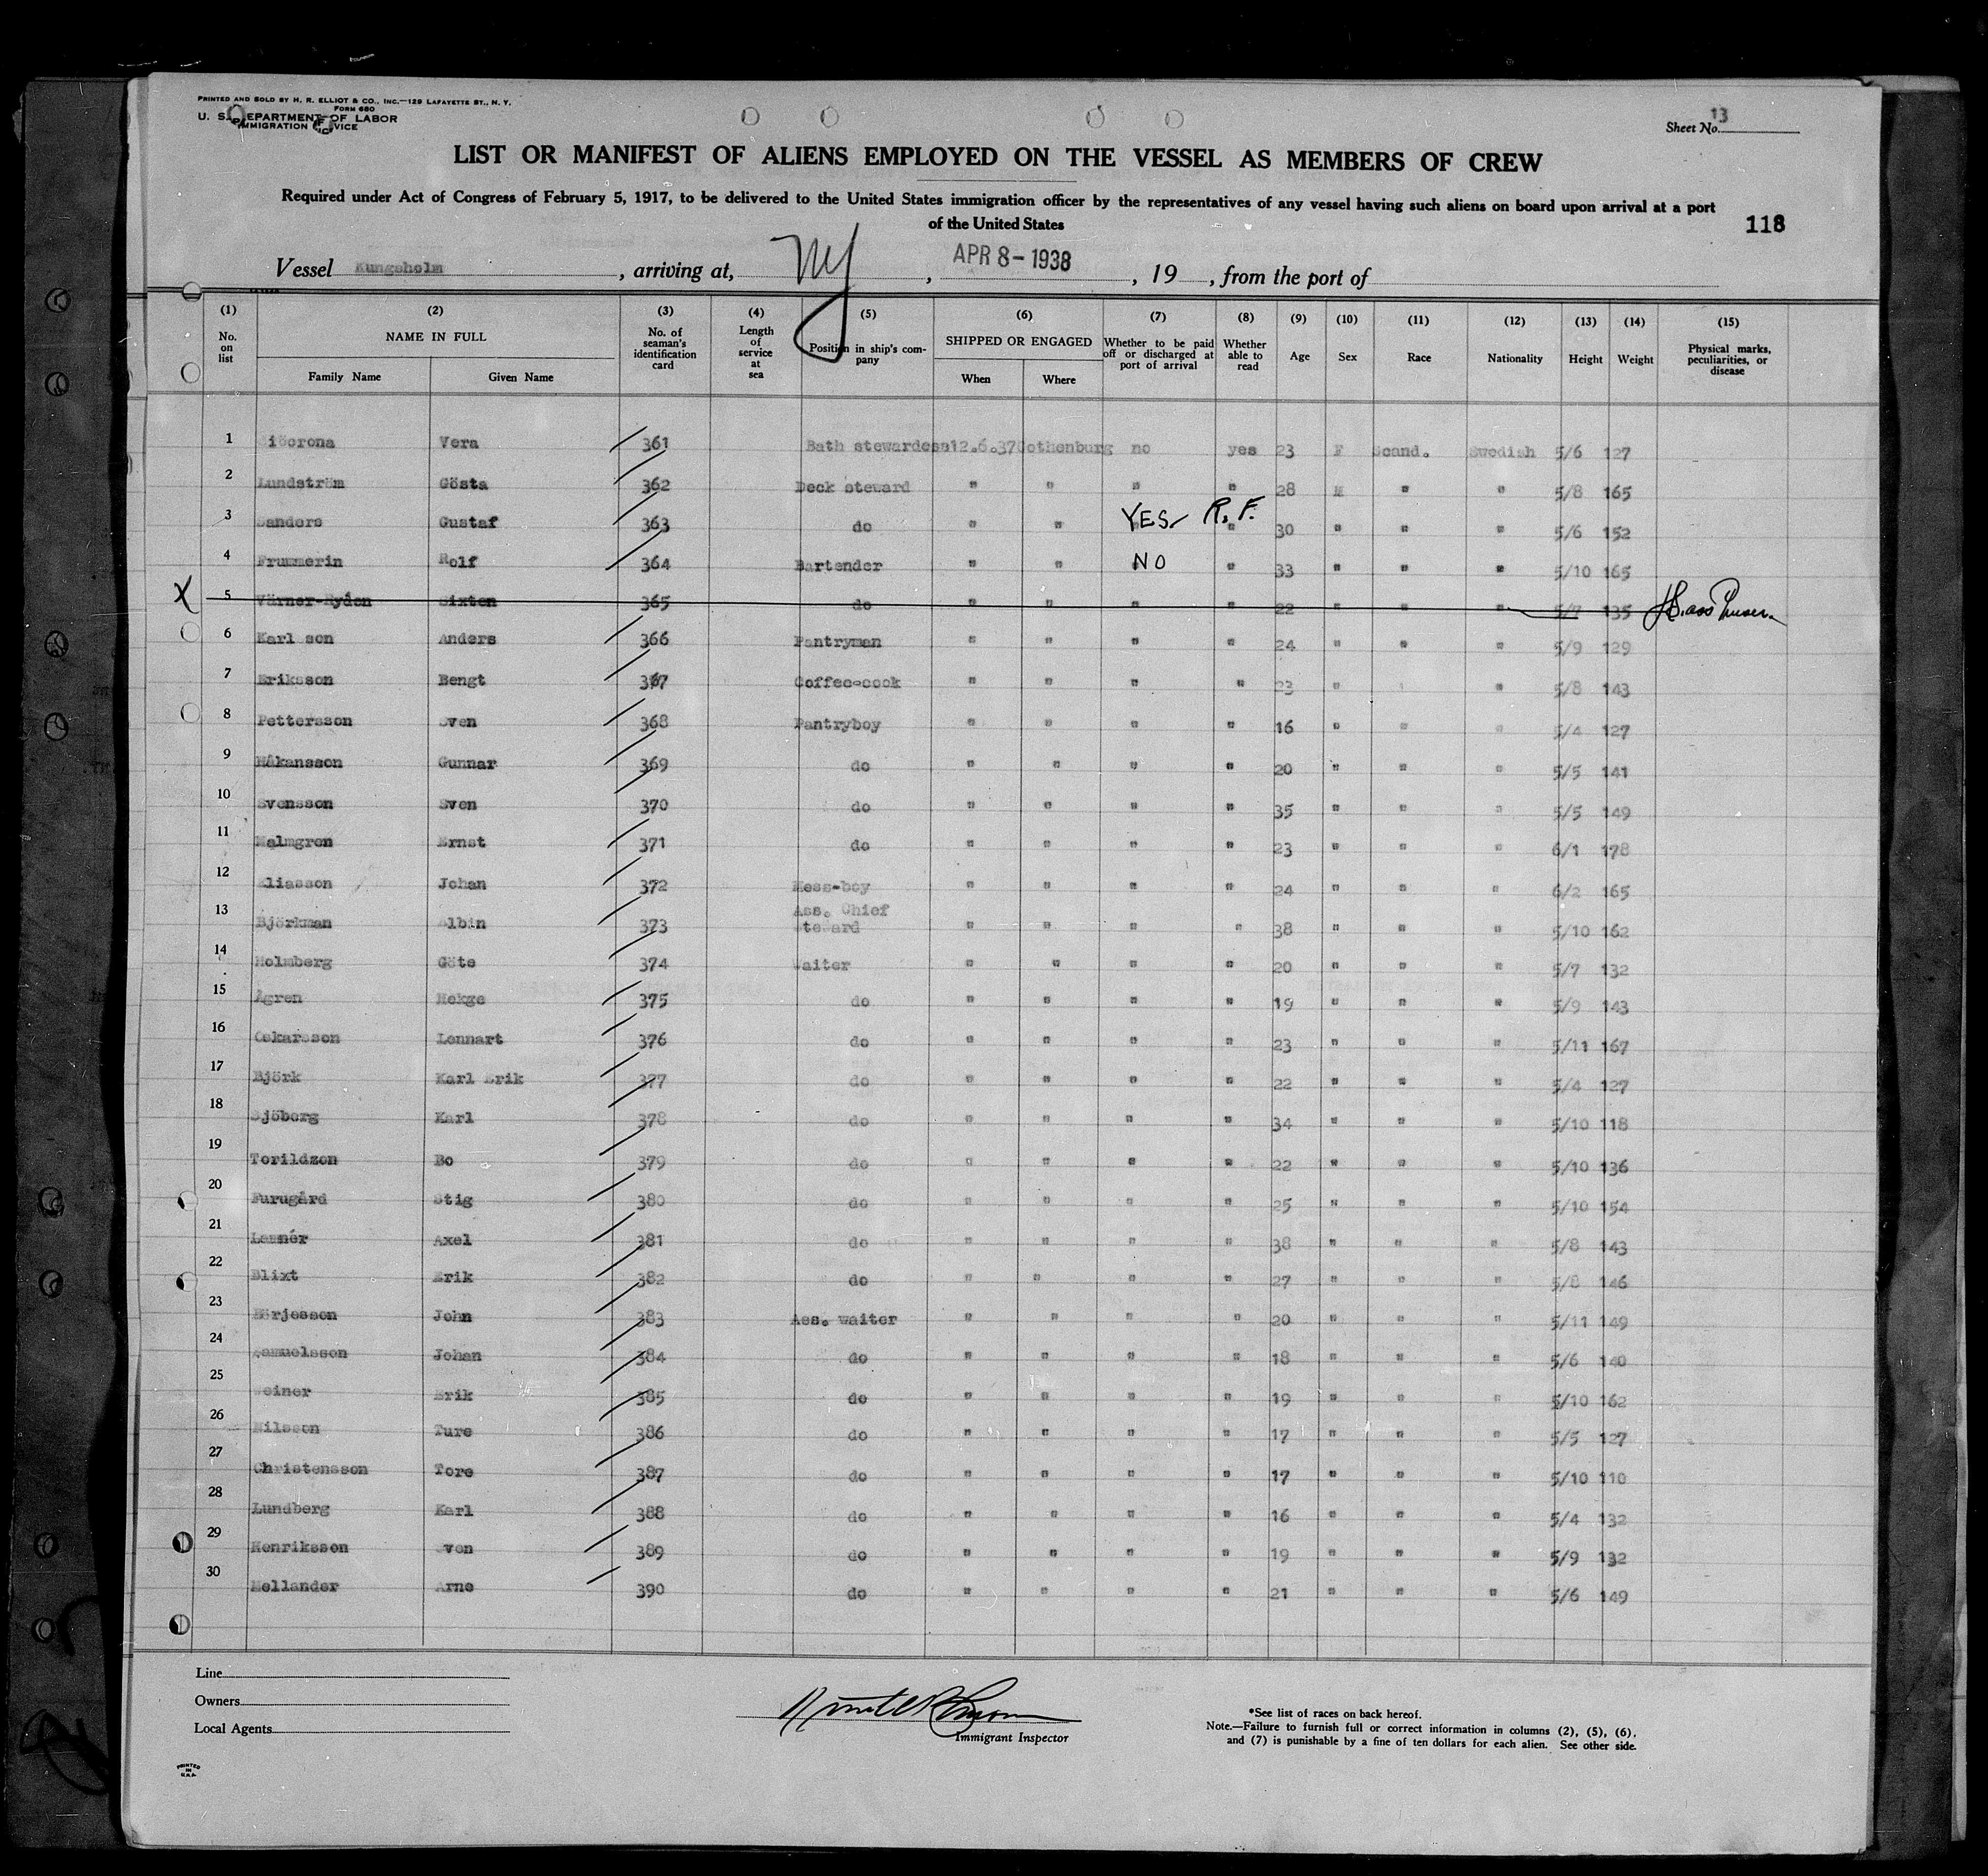 PRINTED AND SOLD BY H. R. ELLIOT & CO., INC.—129 LAFAYETTE ST., N. Y.
FORM 680
U. S. DEPARTMENT OF LABOR
IMMIGRATION SERVICE
Sheet No. 13
LIST OR MANIFEST OF ALIENS EMPLOYED ON THE VESSEL AS MEMBERS OF CREW
Required under Act of Congress of February 5, 1917, to be delivered to the United States immigration officer by the representatives of any vessel having such aliens on board upon arrival at a port
of the United States
118
Vessel Kungsholm, arriving at, NY, APR 8-1938, 19, from the port of
(1) (2) (3) (4) (5) (6) (7) (8) (9) (10) (11) (12) (13) (14) (15)
No. on list NAME IN FULL Family Name Given Name No. of seaman's identification card Length of service at sea Position in ship's company SHIPPED OR ENGAGED When Where Whether to be paid off or discharged at port of arrival Whether able to read Age Sex Race Nationality Height Weight Physical marks, peculiarities, or disease
1 iöcrona Vera 361 Bath stewardess 12.6.37 Gothenburg no yes 23 F Scand. Swedish 5/6 127
2 Lundström Gösta 362 Deck steward " " " " 28 M " " 5/8 165
3 Sanders Gustaf 363 do " " YES R.F. " 30 " " " 5/6 152
4 Frummerin Rolf 364 Bartender " " NO " 33 " " " 5/10 165
X 5 Värner-Rydén Sixten 365 do " " " " 22 " " " 5/7 135
6 Karl son Anders 366 Pantryman " " " " 24 " " " 5/9 129
7 Eriksson Bengt 367 Coffee-cook " " " " 23 " " " 5/8 143
8 Pettersson Sven 368 Pantryboy " " " " 16 " " " 5/4 127
9 Håkansson Gunnar 369 do " " " " 20 " " " 5/5 141
10 Svensson Sven 370 do " " " " 35 " " " 5/5 149
11 Malmgren Ernst 371 do " " " " 23 " " " 6/1 178
12 Eliasson Johan 372 Mess-boy " " " " 24 " " " 6/2 165
13 Björkman Albin 373 Ass. Chief Steward " " " " 38 " " " 5/10 162
14 Holmberg Göte 374 Waiter " " " " 20 " " " 5/7 132
15 Ågren Hekge 375 do " " " " 19 " " " 5/9 143
16 Oskarsson Lennart 376 do " " " " 23 " " " 5/11 167
17 Björk Karl Erik 377 do " " " " 22 " " " 5/4 127
18 Sjöberg Karl 378 do " " " " 34 " " " 5/10 118
19 Torildzon Bo 379 do " " " " 22 " " " 5/10 136
20 Furugård Stig 380 do " " " " 25 " " " 5/10 154
21 Axel 381 do " " " " 38 " " " 5/8 143
22 Blixt Erik 382 do " " " " 27 " " " 5/8 146
23 Börjesson John 383 Ass. waiter " " " " 20 " " " 5/11 149
24 Samuelsson Johan 384 do " " " " 18 " " " 5/6 140
25 Weiner Erik 385 do " " " " 19 " " " 5/10 162
26 Nilsson Ture 386 do " " " " 17 " " " 5/5 127
27 Christensson Tore 387 do " " " " 17 " " " 5/10 110
28 Lundberg Karl 388 do " " " " 16 " " " 5/4 132
29 Henriksson Sven 389 do " " " " 19 " " " 5/9 132
30 Mellander Arne 390 do " " " " 21 " " " 5/6 149
Line
Owners
Local Agents
Immigrant Inspector
*See list of races on back hereof.
Note.—Failure to furnish full or correct information in columns (2), (5), (6),
and (7) is punishable by a fine of ten dollars for each alien. See other side.
PRINTED
IN
U.S.A.